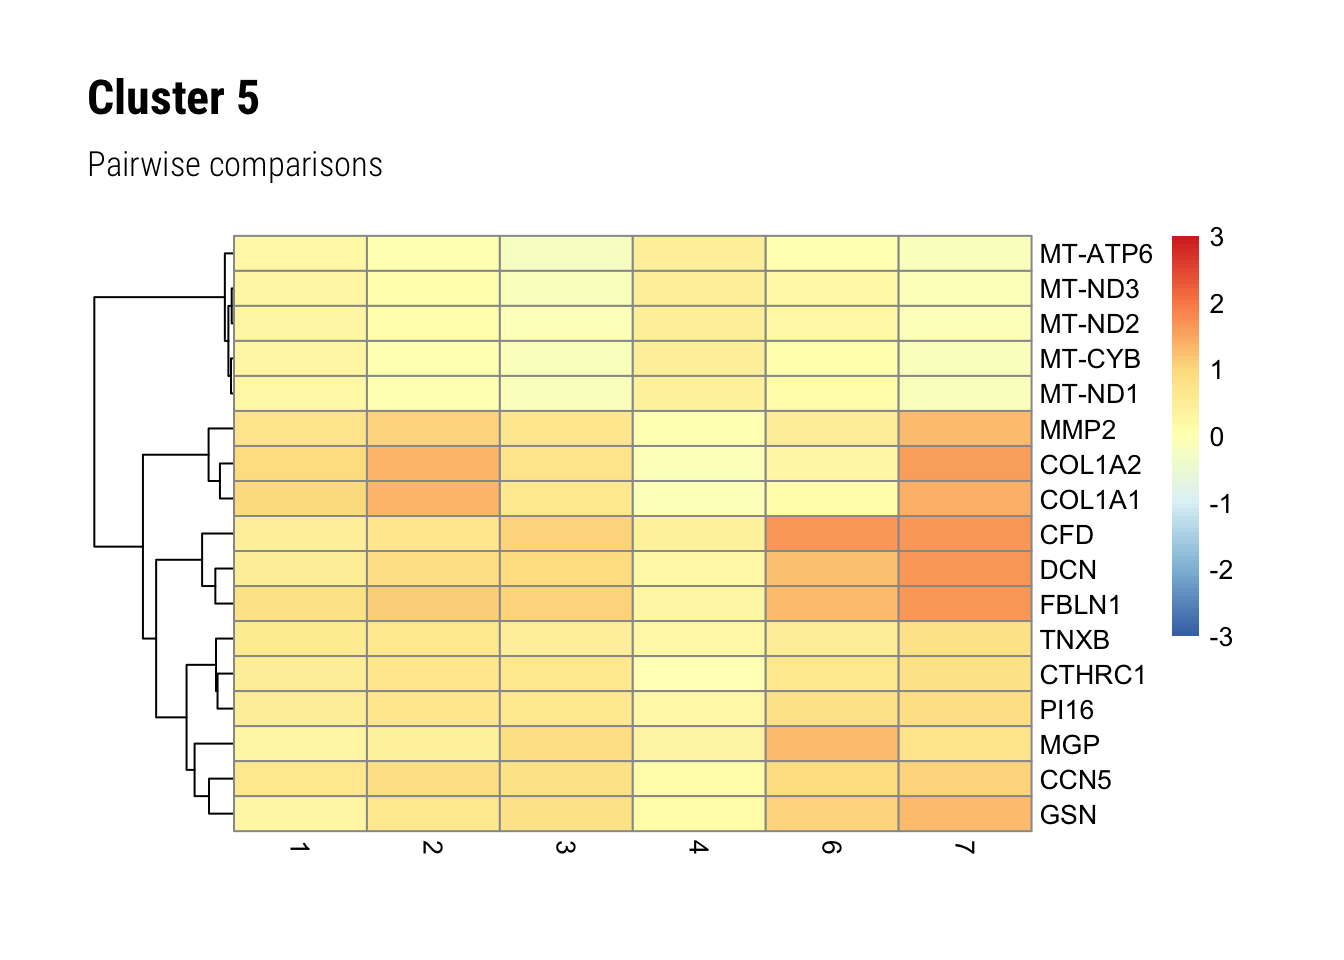 Cluster 5
Pairwise comparisons
MT-ATP6
MT-ND3
MT-ND2
MT-CYB
MT-ND1
MMP2
COL1A2
COL1A1
CFD
DCN
FBLN1
TNXB
CTHRC1
PI16
MGP
CCN5
GSN
3
2
1
0
-1
-2
-3
1 2 3 4 6 7